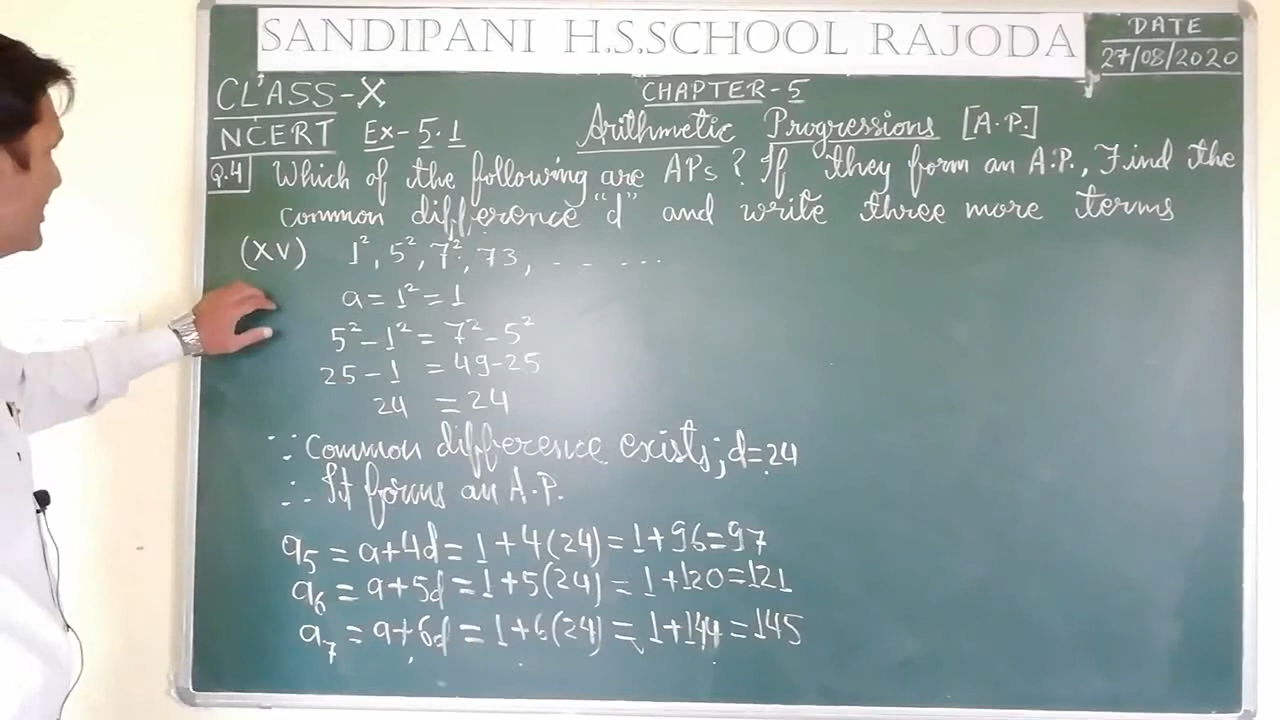 SANDIPANI H.S.SCHOOL RAJODA
DATE
27/08/2020
CLASS-X
CHAPTER-5
NCERT Ex-5.1
Arithmetic Progressions [A.P.]
Q.4 Which of the following are APs? If they form an A.P., Find the
common difference "d" and write three more terms
(XV) 1², 5², 7², 73, - - - - -
a = 1² = 1
5² - 1² = 7² - 5²
25 - 1 = 49-25
24 = 24
∵ Common difference exists; d=24
∴ It forms an A.P.
a₅ = a+4d = 1+4(24) = 1+96=97
a₆ = a+5d = 1+5(24) = 1+120=121
a₇ = a+6d = 1+6(24) = 1+144=145